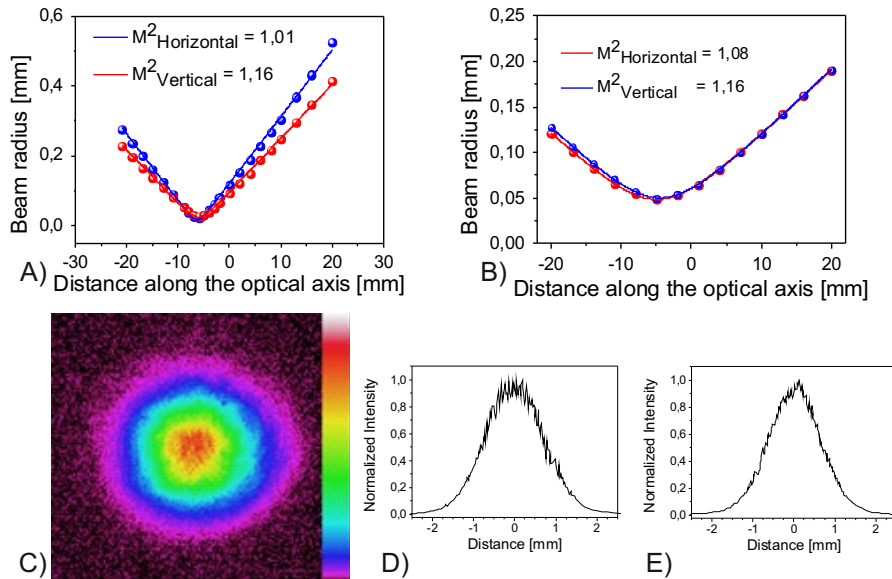 Beam radius [mm]
0,6
0,4
0,2
0,0
M²Horizontal = 1,01
M²Vertical = 1,16
-30 -20 -10 0 10 20 30
A) Distance along the optical axis [mm]
Beam radius [mm]
0,25
0,20
0,15
0,10
0,05
0,00
M²Horizontal = 1,08
M²Vertical = 1,16
-20 -10 0 10 20
B) Distance along the optical axis [mm]
C)
Normalized Intensity
1,0
0,8
0,6
0,4
0,2
0,0
-2 -1 0 1 2
D) Distance [mm]
Normalized Intensity
1,0
0,8
0,6
0,4
0,2
0,0
-2 -1 0 1 2
E) Distance [mm]